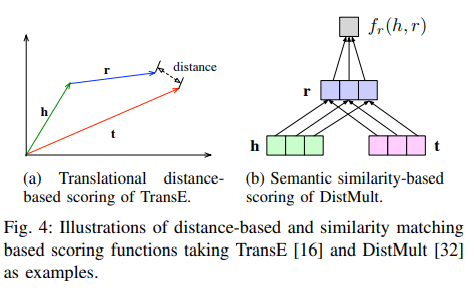 r
distance
h
t
f_r(h, r)
r
h
t
(a) Translational distance-
based scoring of TransE.
(b) Semantic similarity-based
scoring of DistMult.
Fig. 4: Illustrations of distance-based and similarity matching
based scoring functions taking TransE [16] and DistMult [32]
as examples.